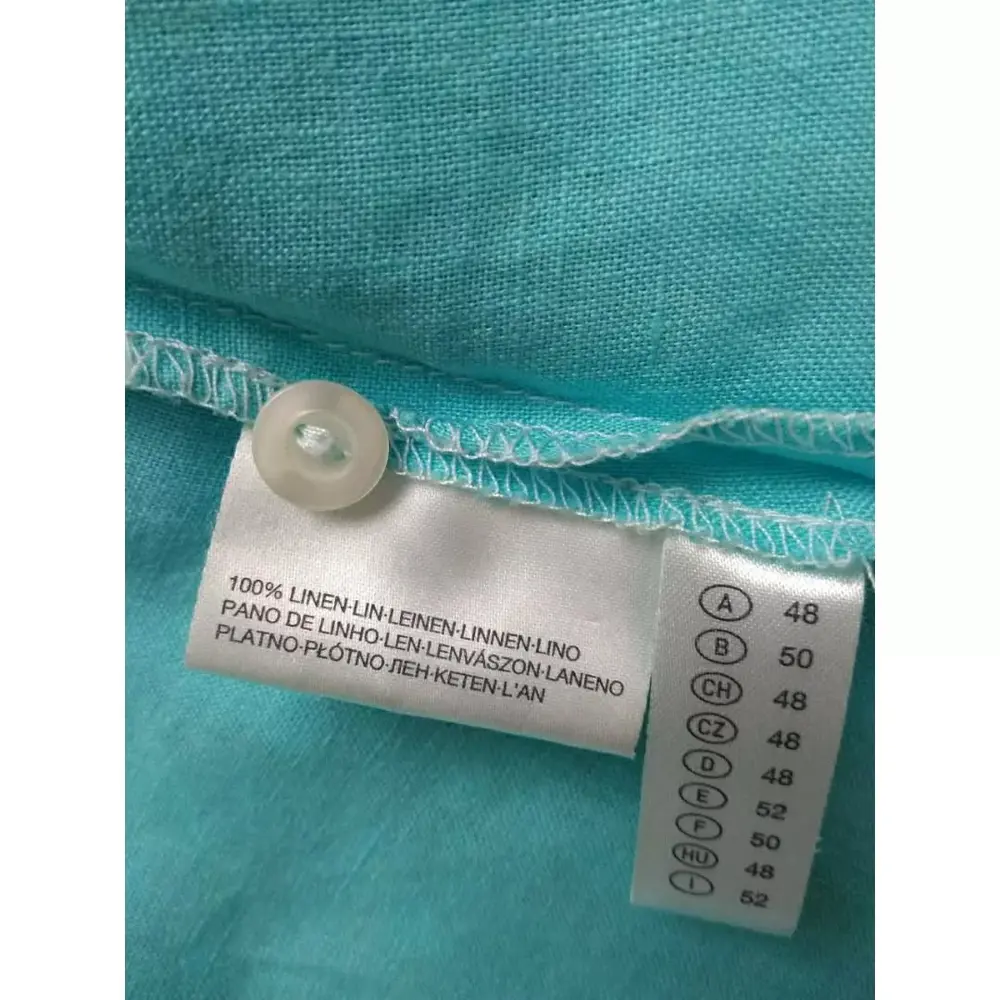 100% LINEN·LIN·LEINEN·LINNEN·LINO
PANO DE LINHO·LEN·LENVÁSZON·LANENO
PLATNO·PŁÓTNO·ЛЕН·KETEN·L'AN
A 48
B 50
CH 48
CZ 48
D 48
E 52
F 50
HU 48
I 52